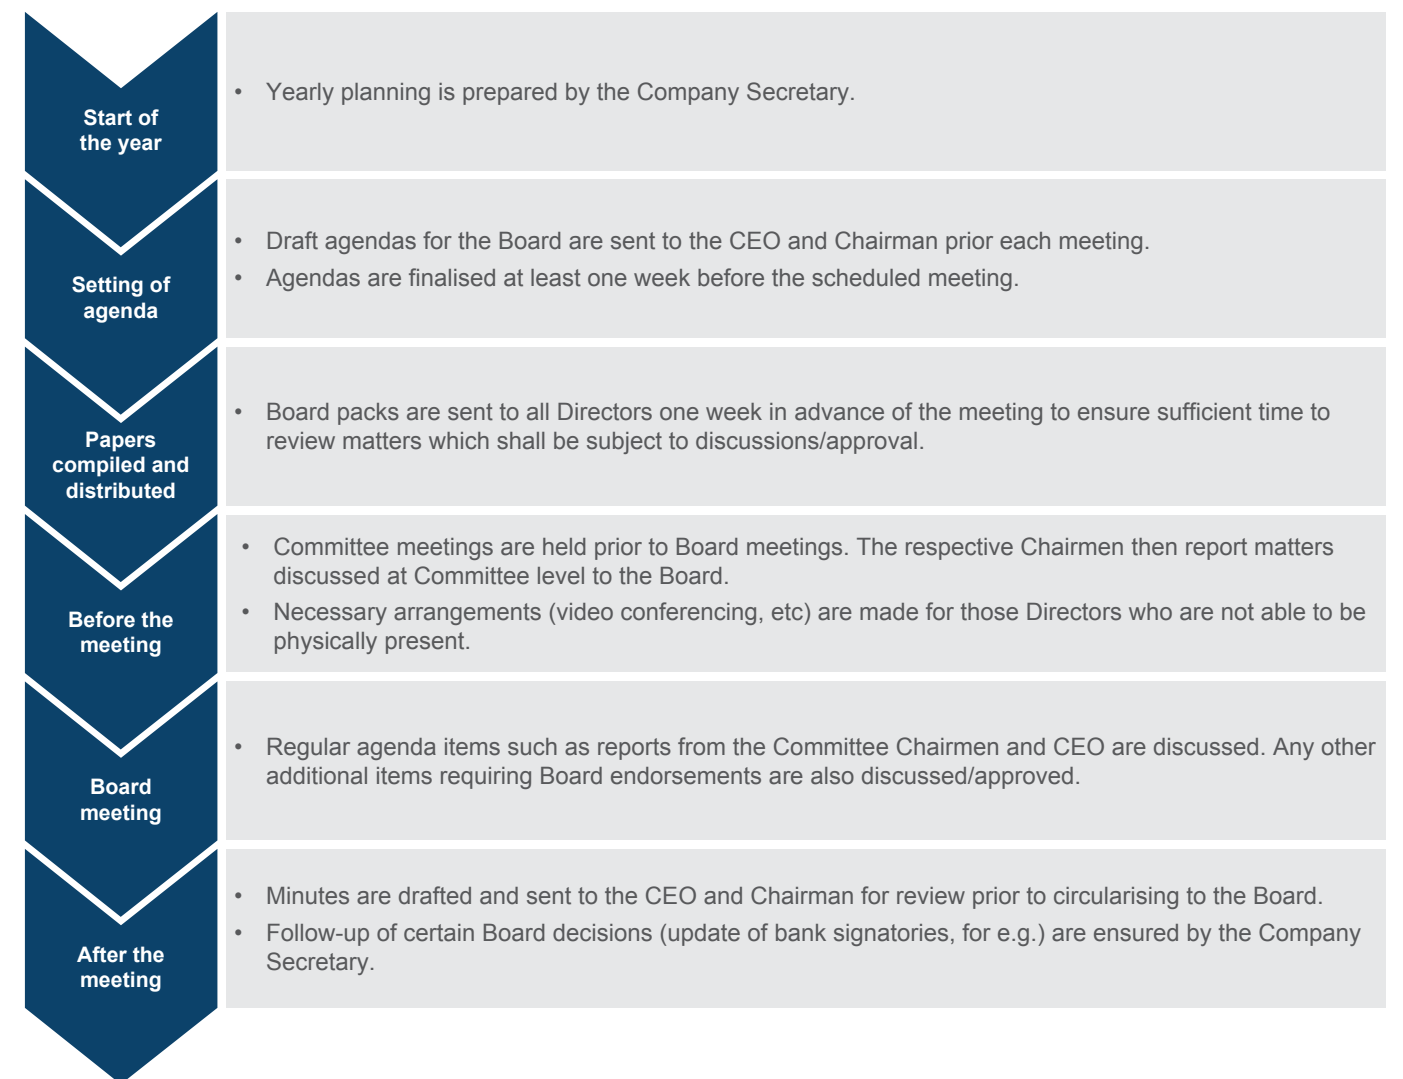 Start of
the year
• Yearly planning is prepared by the Company Secretary.
Setting of
agenda
• Draft agendas for the Board are sent to the CEO and Chairman prior each meeting.
• Agendas are finalised at least one week before the scheduled meeting.
Papers
compiled and
distributed
• Board packs are sent to all Directors one week in advance of the meeting to ensure sufficient time to
review matters which shall be subject to discussions/approval.
Before the
meeting
• Committee meetings are held prior to Board meetings. The respective Chairmen then report matters
discussed at Committee level to the Board.
• Necessary arrangements (video conferencing, etc) are made for those Directors who are not able to be
physically present.
Board
meeting
• Regular agenda items such as reports from the Committee Chairmen and CEO are discussed. Any other
additional items requiring Board endorsements are also discussed/approved.
After the
meeting
• Minutes are drafted and sent to the CEO and Chairman for review prior to circularising to the Board.
• Follow-up of certain Board decisions (update of bank signatories, for e.g.) are ensured by the Company
Secretary.